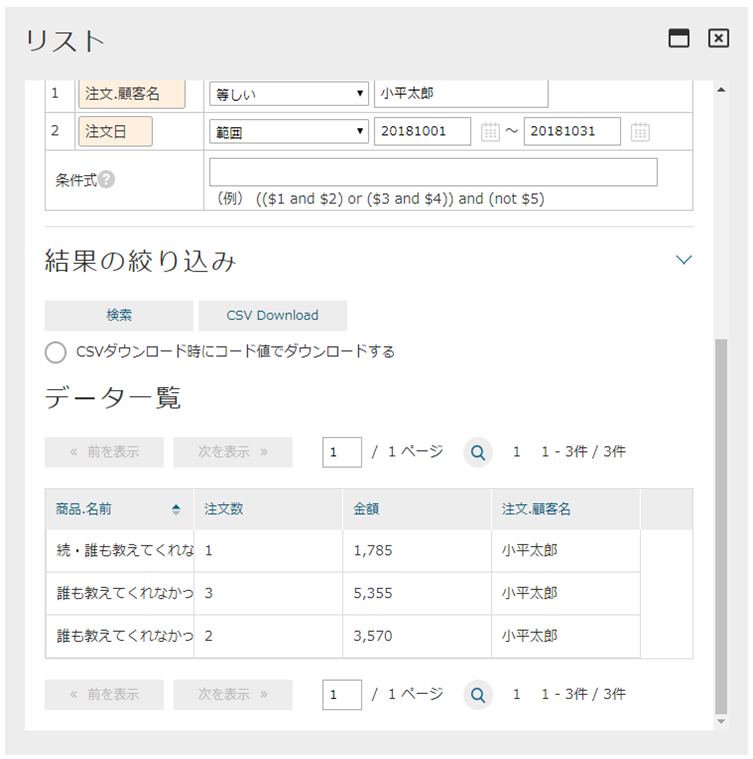 リスト
1 注文.顧客名 等しい 小平太郎
2 注文日 範囲 20181001 ～ 20181031
条件式 ?
（例） (($1 and $2) or ($3 and $4)) and (not $5)
結果の絞り込み
検索 CSV Download
CSVダウンロード時にコード値でダウンロードする
データ一覧
« 前を表示 次を表示 » 1 / 1 ページ 1 1 - 3件 / 3件
商品.名前 注文数 金額 注文.顧客名
続・誰も教えてくれな 1 1,785 小平太郎
誰も教えてくれなかっ 3 5,355 小平太郎
誰も教えてくれなかっ 2 3,570 小平太郎
« 前を表示 次を表示 » 1 / 1 ページ 1 1 - 3件 / 3件